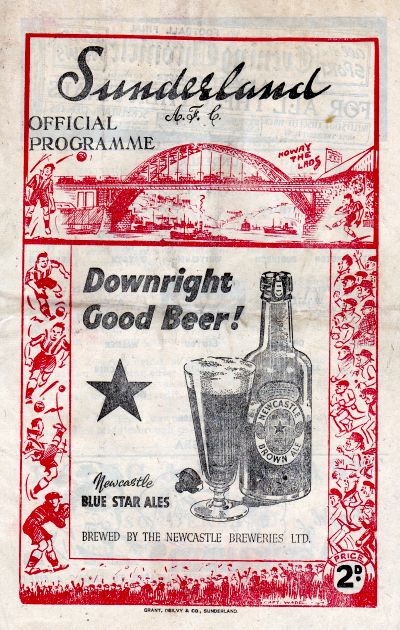 Sunderland
A.F.C.
OFFICIAL
PROGRAMME
HOWAY
THE
LADS
Downright
Good Beer!
NEWCASTLE
BROWN ALE
Newcastle
BLUE STAR ALES
BREWED BY THE NEWCASTLE BREWERIES LTD.
PRICE
2D.
GRANT, OGILVY & CO., SUNDERLAND.